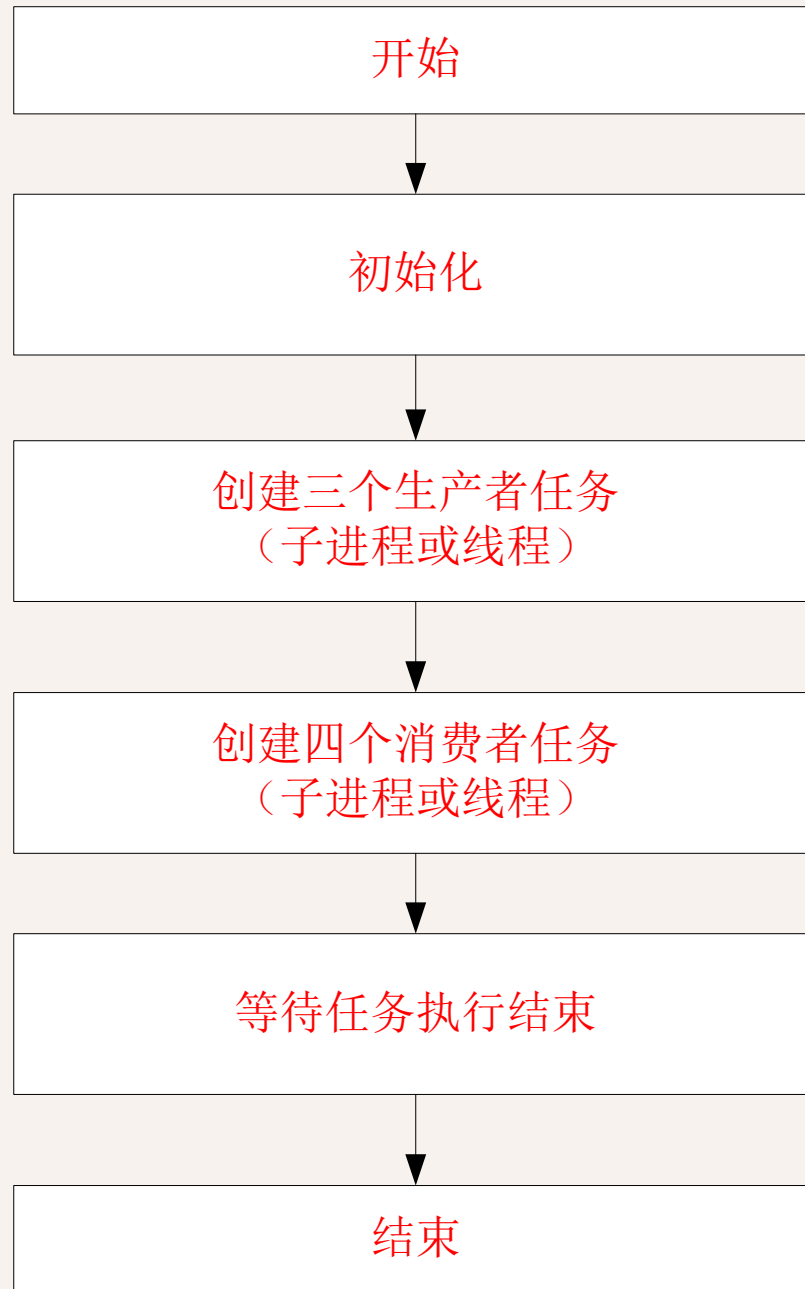 开始
初始化
创建三个生产者任务
（子进程或线程）
创建四个消费者任务
（子进程或线程）
等待任务执行结束
结束